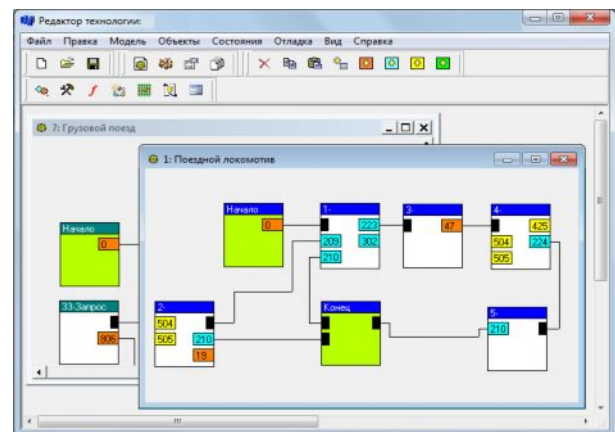 Редактор технологии:
Файл Правка Модель Объекты Состояния Отладка Вид Справка
7: Грузовой поезд
Начало
0
33-Запрос
806
1: Поездной локомотив
Начало
0
1-
223
209 302
210
3-
47
4-
425
504 224
505
2-
504
505 210
19
Конец
5-
210